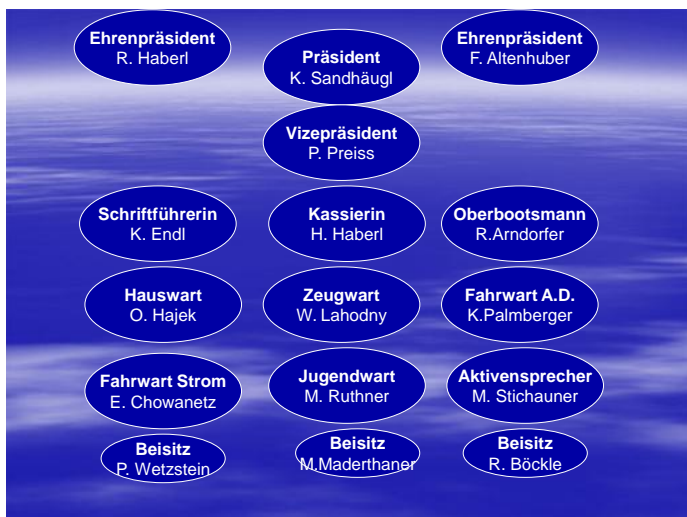 Ehrenpräsident
R. Haberl
Präsident
K. Sandhäugl
Ehrenpräsident
F. Altenhuber
Vizepräsident
P. Preiss
Schriftführerin
K. Endl
Kassierin
H. Haberl
Oberbootsmann
R.Arndorfer
Hauswart
O. Hajek
Zeugwart
W. Lahodny
Fahrwart A.D.
K.Palmberger
Fahrwart Strom
E. Chowanetz
Jugendwart
M. Ruthner
Aktivensprecher
M. Stichauner
Beisitz
P. Wetzstein
Beisitz
M.Maderthaner
Beisitz
R. Böckle